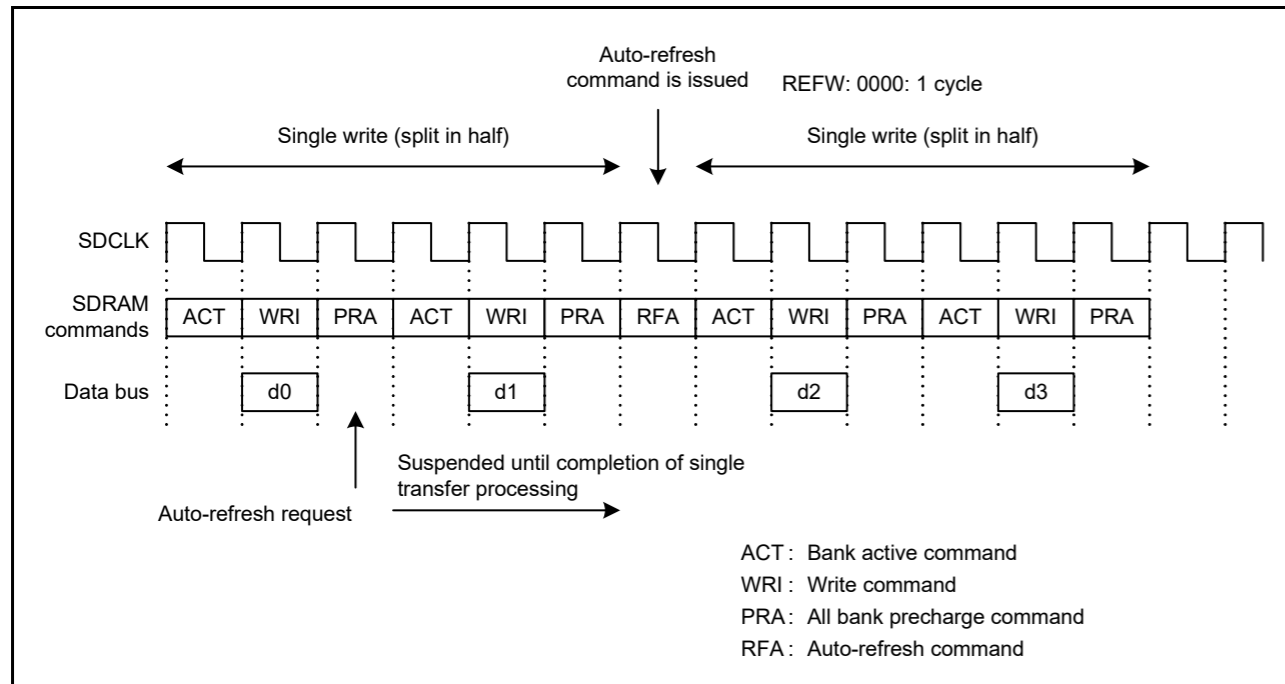 Auto-refresh
command is issued
REFW: 0000: 1 cycle
Single write (split in half)
Single write (split in half)
SDCLK
SDRAM
commands
ACT WRI PRA ACT WRI PRA RFA ACT WRI PRA ACT WRI PRA
Data bus
d0 d1 d2 d3
Suspended until completion of single
transfer processing
Auto-refresh request
ACT : Bank active command
WRI : Write command
PRA : All bank precharge command
RFA : Auto-refresh command